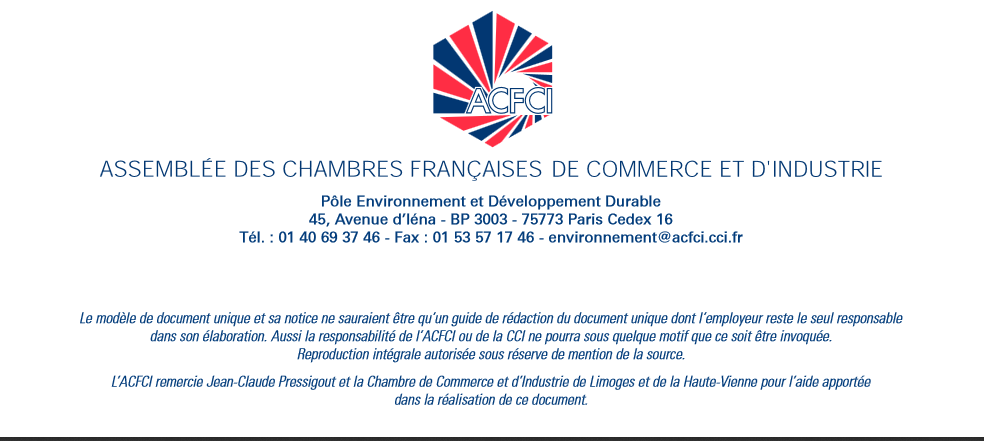 ACFCI
ASSEMBLÉE DES CHAMBRES FRANÇAISES DE COMMERCE ET D'INDUSTRIE
Pôle Environnement et Développement Durable
45, Avenue d’Iéna - BP 3003 - 75773 Paris Cedex 16
Tél. : 01 40 69 37 46 - Fax : 01 53 57 17 46 - environnement@acfci.cci.fr
Le modèle de document unique et sa notice ne sauraient être qu’un guide de rédaction du document unique dont l’employeur reste le seul responsable
dans son élaboration. Aussi la responsabilité de l’ACFCI ou de la CCI ne pourra sous quelque motif que ce soit être invoquée.
Reproduction intégrale autorisée sous réserve de mention de la source.
L’ACFCI remercie Jean-Claude Pressigout et la Chambre de Commerce et d’Industrie de Limoges et de la Haute-Vienne pour l’aide apportée
dans la réalisation de ce document.